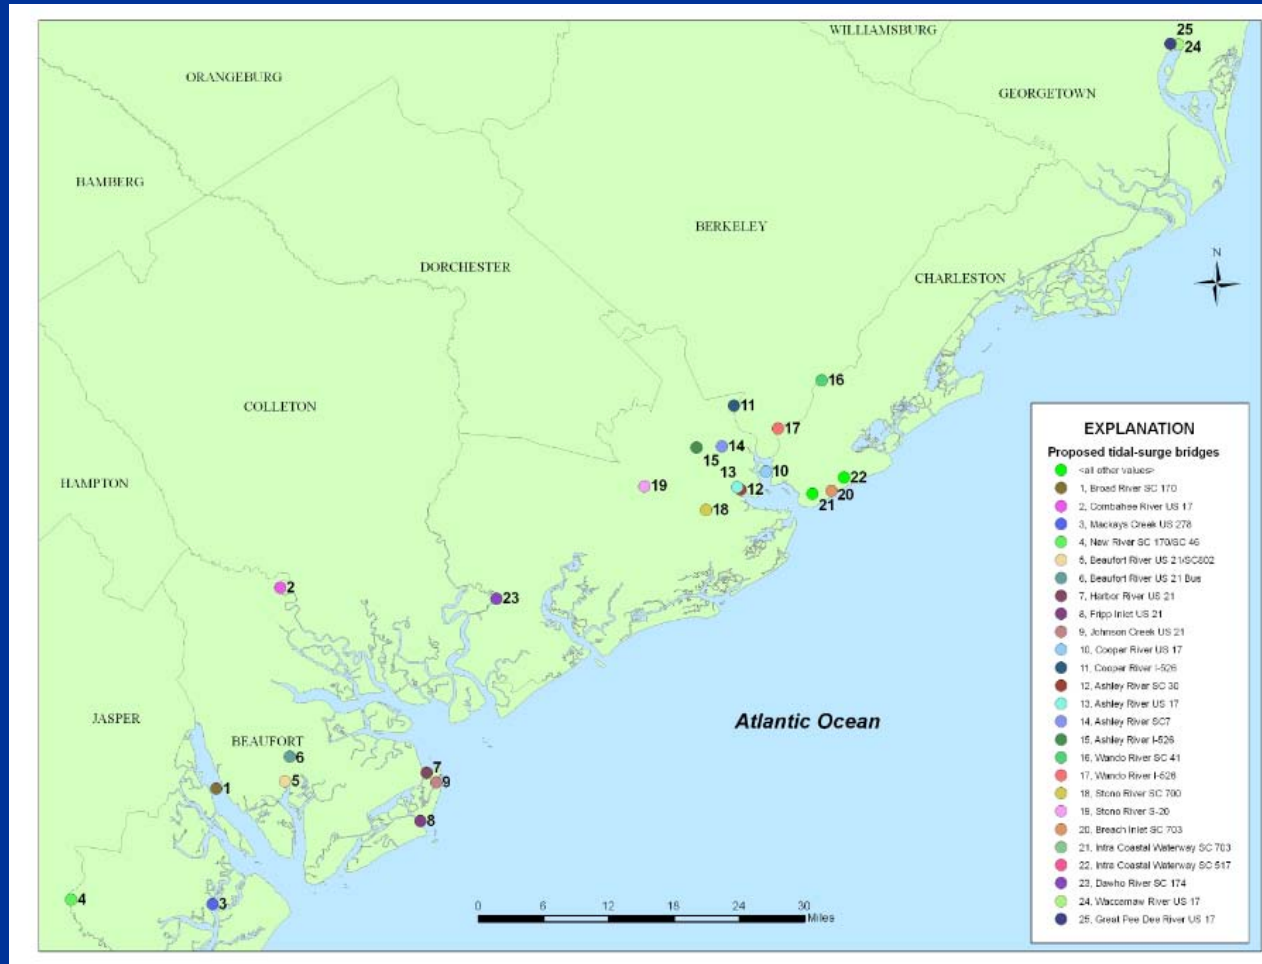 WILLIAMSBURG
25
24
ORANGEBURG
GEORGETOWN
BAMBERG
BERKELEY
DORCHESTER
CHARLESTON
N
16
COLLETON
11
17
14
15
10
13
22
HAMPTON
19
12
20
21
18
2
23
JASPER
Atlantic Ocean
BEAUFORT
6
7
5
9
1
8
4
3
0 6 12 18 24 30
Miles
EXPLANATION
Proposed tidal-surge bridges
<all other values>
1, Broad River SC 170
2, Combahee River US 17
3, Mackays Creek US 278
4, New River SC 170/SC 46
5, Beaufort River US 21/SC802
6, Beaufort River US 21 Bus
7, Harbor River US 21
8, Fripp Inlet US 21
9, Johnson Creek US 21
10, Cooper River US 17
11, Cooper River I-526
12, Ashley River SC 30
13, Ashley River US 17
14, Ashley River SC7
15, Ashley River I-526
16, Wando River SC 41
17, Wando River I-526
18, Stono River SC 700
19, Stono River S-20
20, Breach Inlet SC 703
21, Intra Coastal Waterway SC 703
22, Intra Coastal Waterway SC 517
23, Dawho River SC 174
24, Waccamaw River US 17
25, Great Pee Dee River US 17